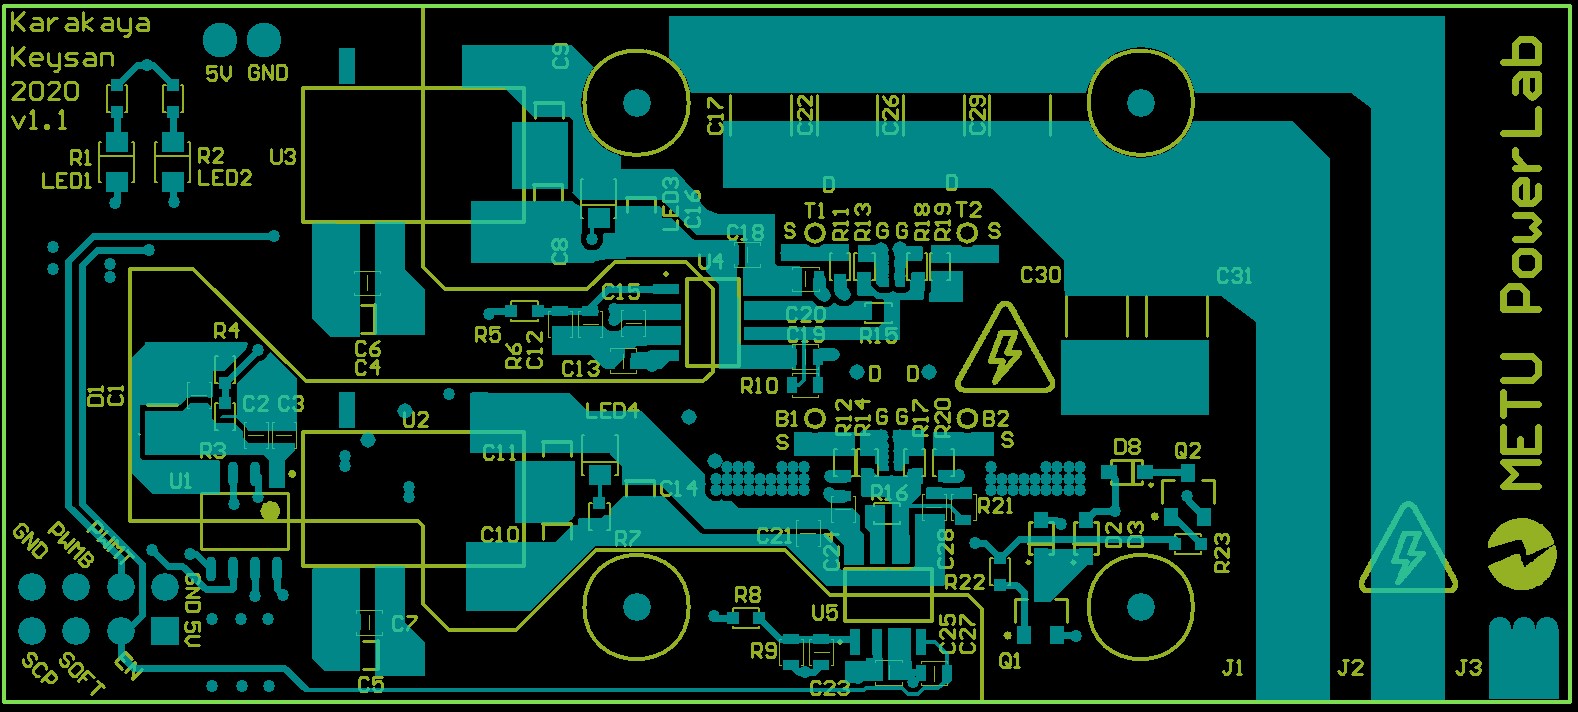 Karakaya
Keysan
2020
v1.1
5V GND
R1 R2
LED1 LED2
U3
C9
C8
LED3
C16
C17 C22 C26 C29
D D
T1 R11 R13 G G R18 R19 T2
S S
C18
U4
C30 C31
C15
C20
C19
R15
R5 R6 C12
C13
C6
C4
R4
D1 C1
C2 C3
R3
U1
R10
D D
B1 R12 R14 G G R17 R20 B2
S S
U2
LED4
C11
C14
C10
R7
C21 C24
R16
R21
C28
D8 Q2
D2 D3
R23
R22
Q1
GND PWMB PWMT
GND 5V
SCP SOFT EN
C7
C5
R8
R9
U5
C25 C27
C23
J1 J2 J3
METU PowerLab